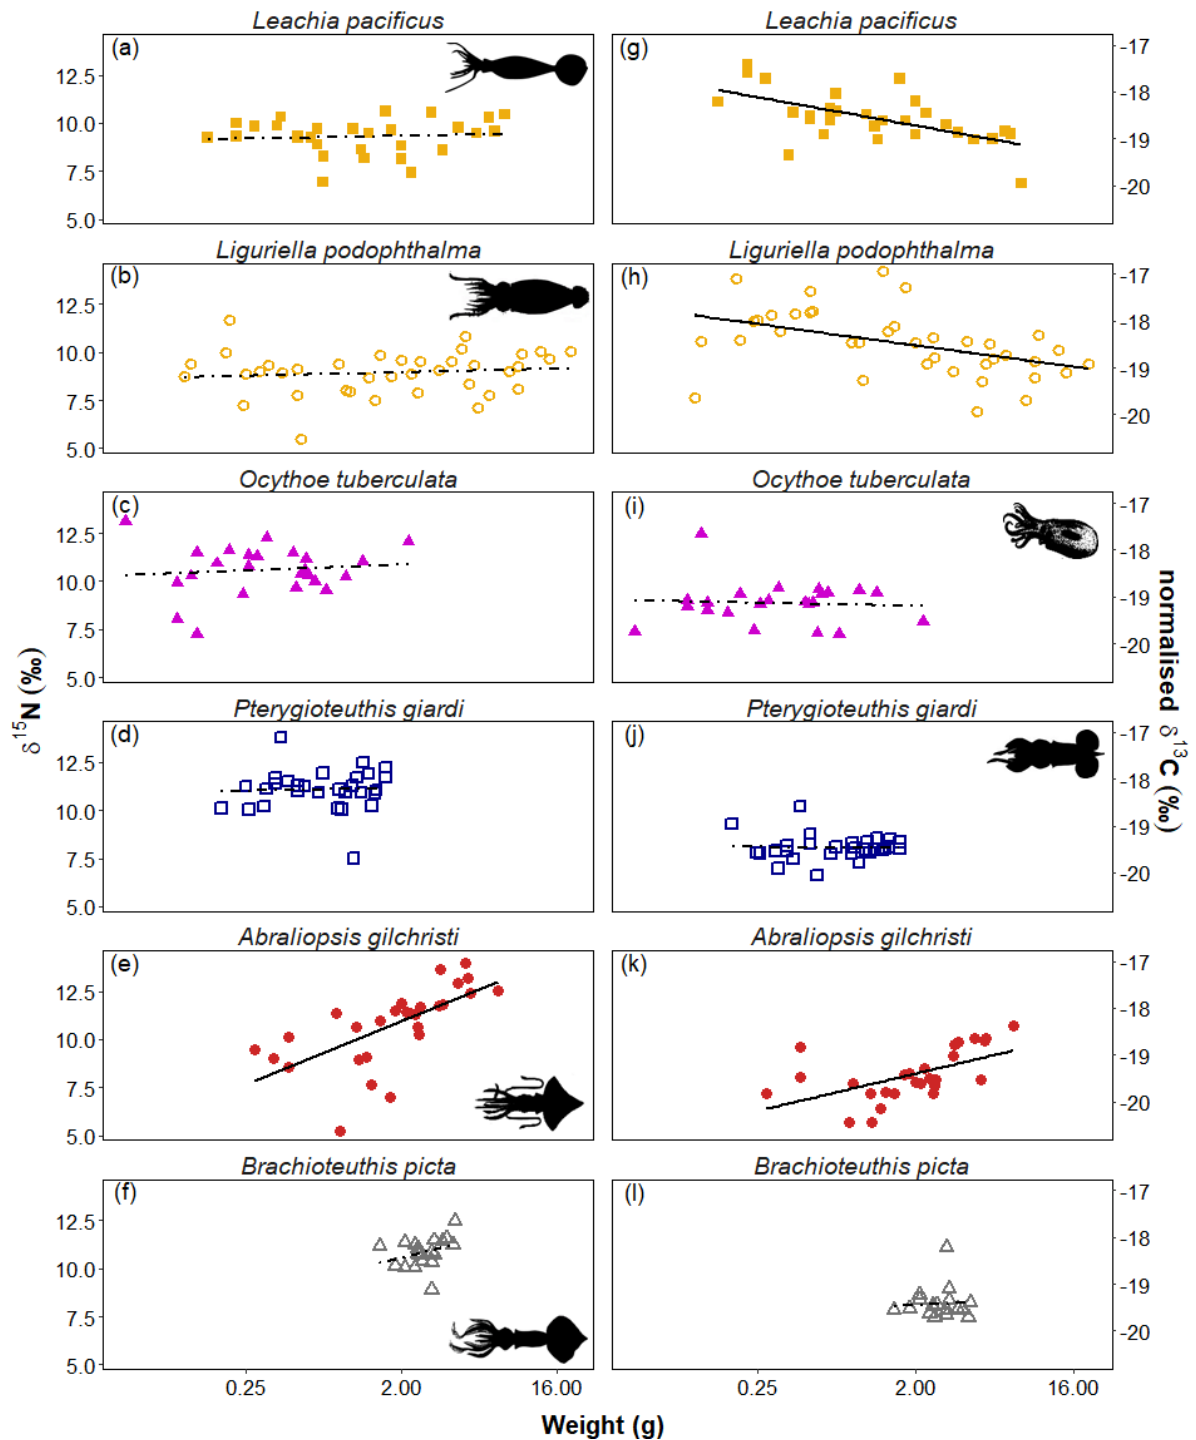 Leachia pacificus
Leachia pacificus
(a)
12.5
10.0
7.5
5.0
(g)
-17
-18
-19
-20
Liguriella podophthalma
Liguriella podophthalma
(b)
12.5
10.0
7.5
5.0
(h)
-17
-18
-19
-20
Ocythoe tuberculata
Ocythoe tuberculata
(c)
12.5
10.0
7.5
5.0
(i)
-17
-18
-19
-20
δ15N (‰)
normalised δ13C (‰)
Pterygioteuthis giardi
Pterygioteuthis giardi
(d)
12.5
10.0
7.5
5.0
(j)
-17
-18
-19
-20
Abraliopsis gilchristi
Abraliopsis gilchristi
(e)
12.5
10.0
7.5
5.0
(k)
-17
-18
-19
-20
Brachioteuthis picta
Brachioteuthis picta
(f)
12.5
10.0
7.5
5.0
(l)
-17
-18
-19
-20
0.25 2.00 16.00
0.25 2.00 16.00
Weight (g)